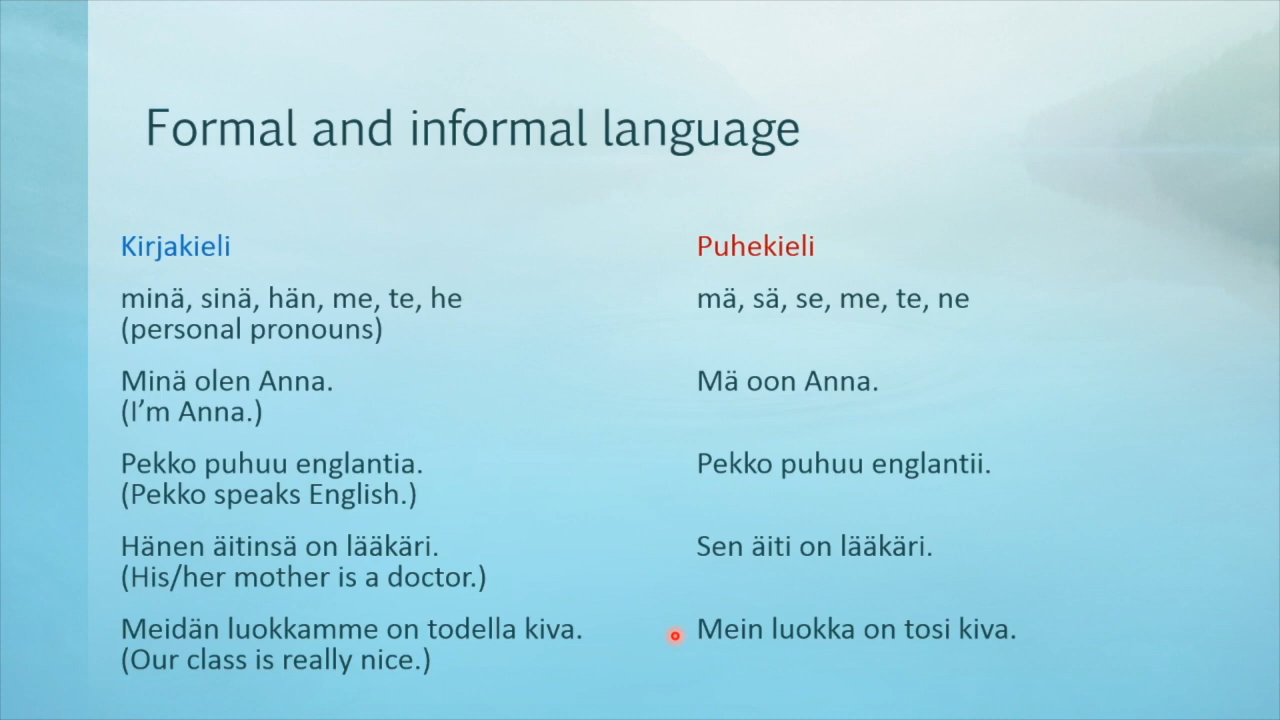 Formal and informal language
Kirjakieli
Puhekieli
minä, sinä, hän, me, te, he
(personal pronouns)
mä, sä, se, me, te, ne
Minä olen Anna.
(I’m Anna.)
Mä oon Anna.
Pekko puhuu englantia.
(Pekko speaks English.)
Pekko puhuu englantii.
Hänen äitinsä on lääkäri.
(His/her mother is a doctor.)
Sen äiti on lääkäri.
Meidän luokkamme on todella kiva.
(Our class is really nice.)
Mein luokka on tosi kiva.